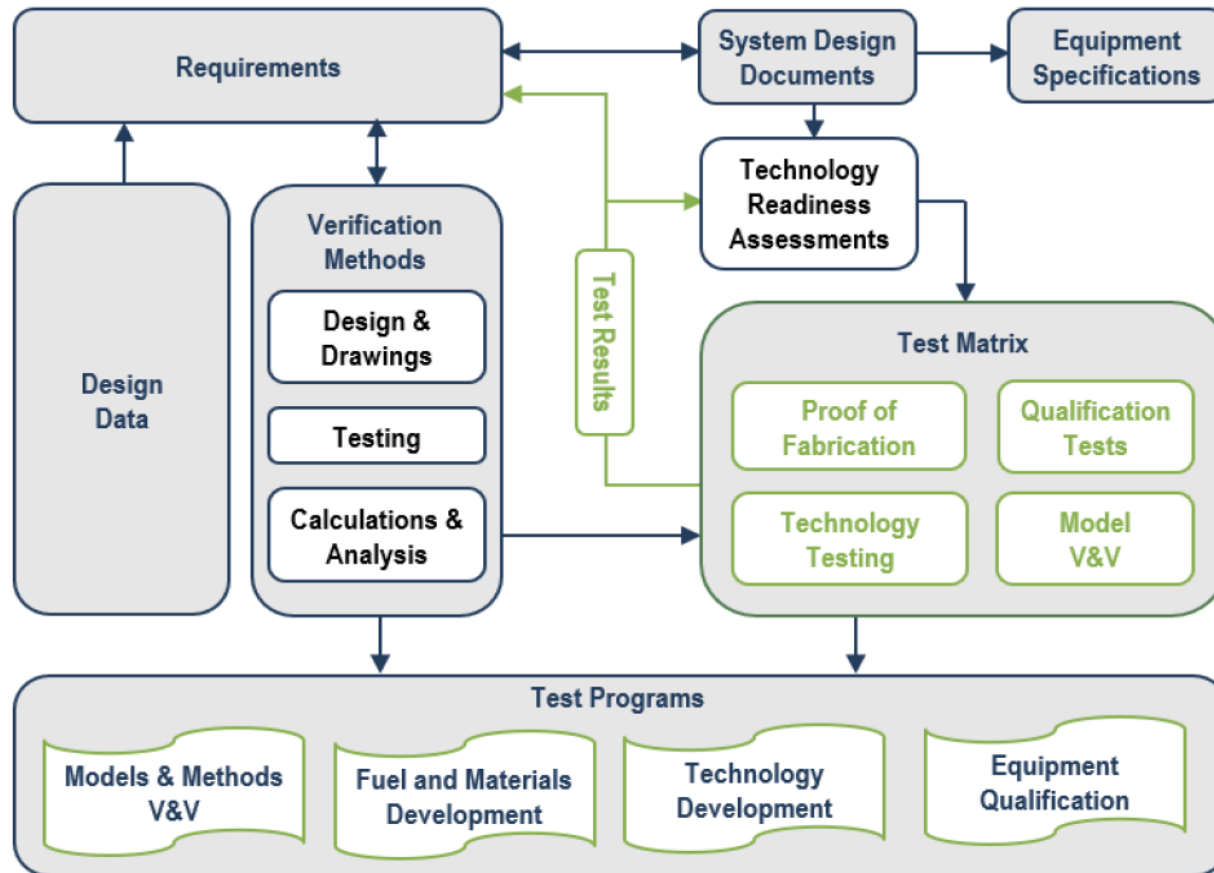 Requirements
System Design
Documents
Equipment
Specifications
Technology
Readiness
Assessments
Design
Data
Verification
Methods
Design &
Drawings
Testing
Calculations &
Analysis
Test Results
Test Matrix
Proof of
Fabrication
Qualification
Tests
Technology
Testing
Model
V&V
Test Programs
Models & Methods
V&V
Fuel and Materials
Development
Technology
Development
Equipment
Qualification